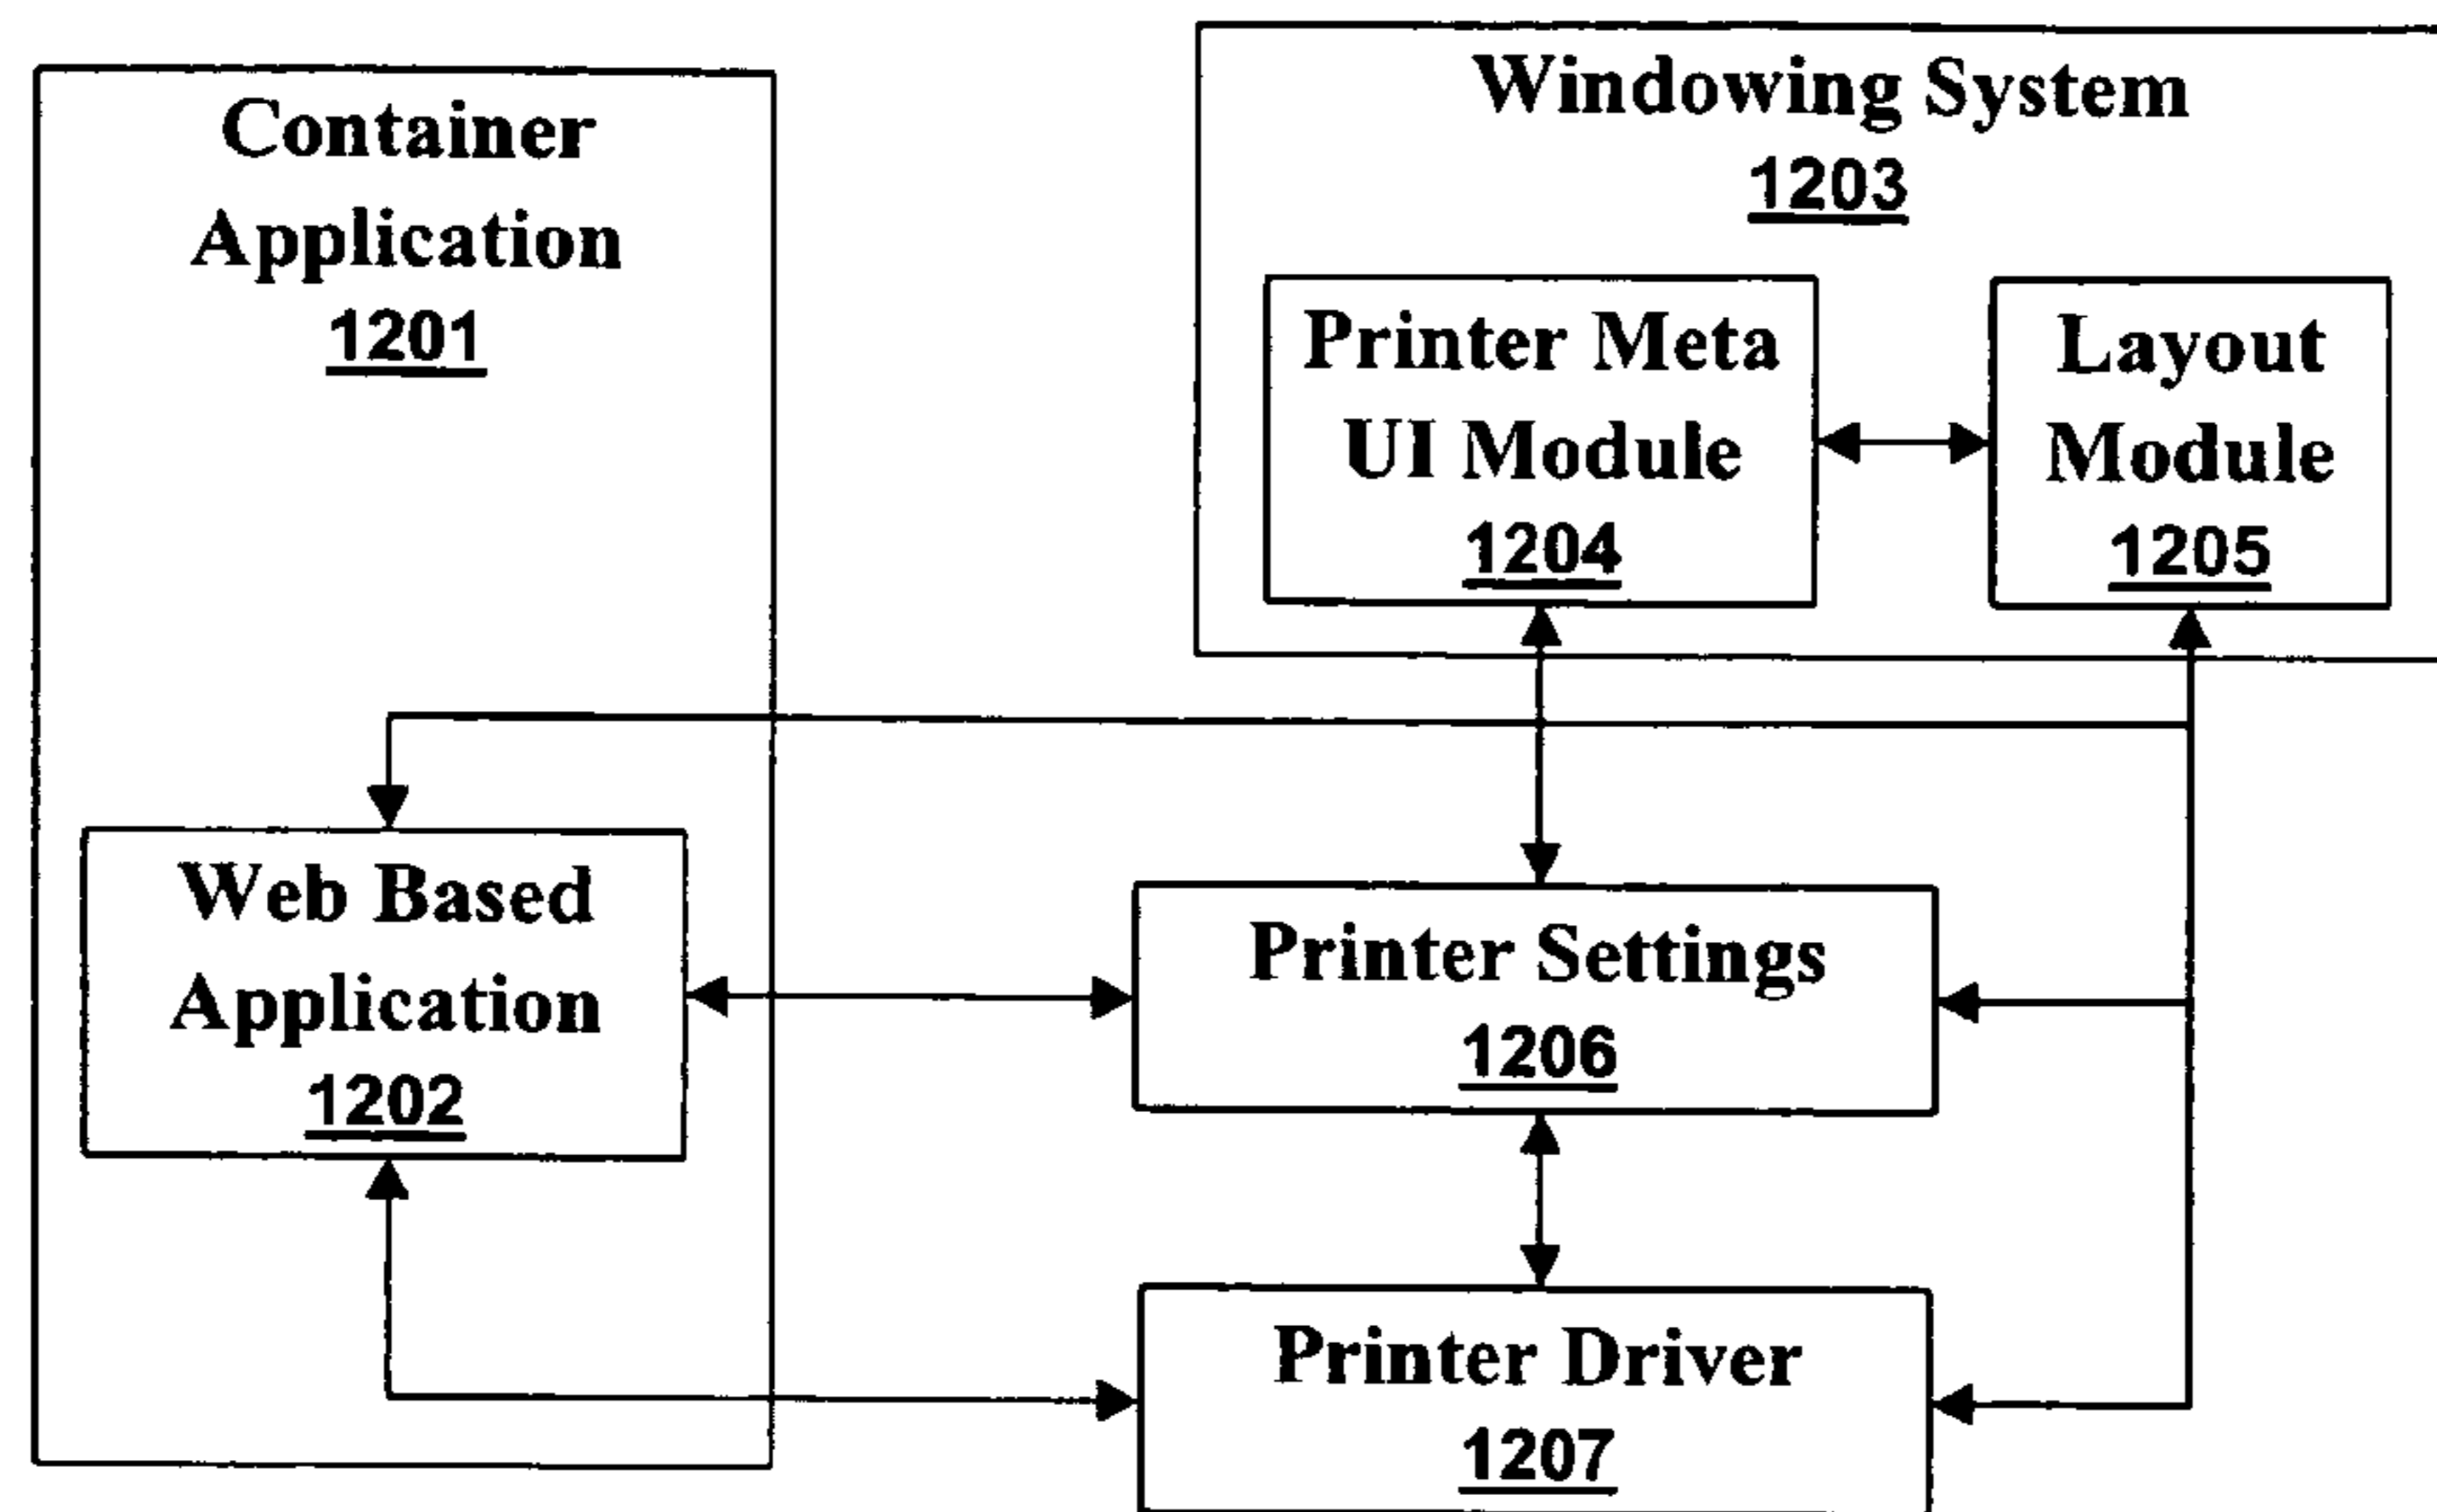 Container
Application
1201
Windowing System
1203
Printer Meta
UI Module
1204
Layout
Module
1205
Web Based
Application
1202
Printer Settings
1206
Printer Driver
1207